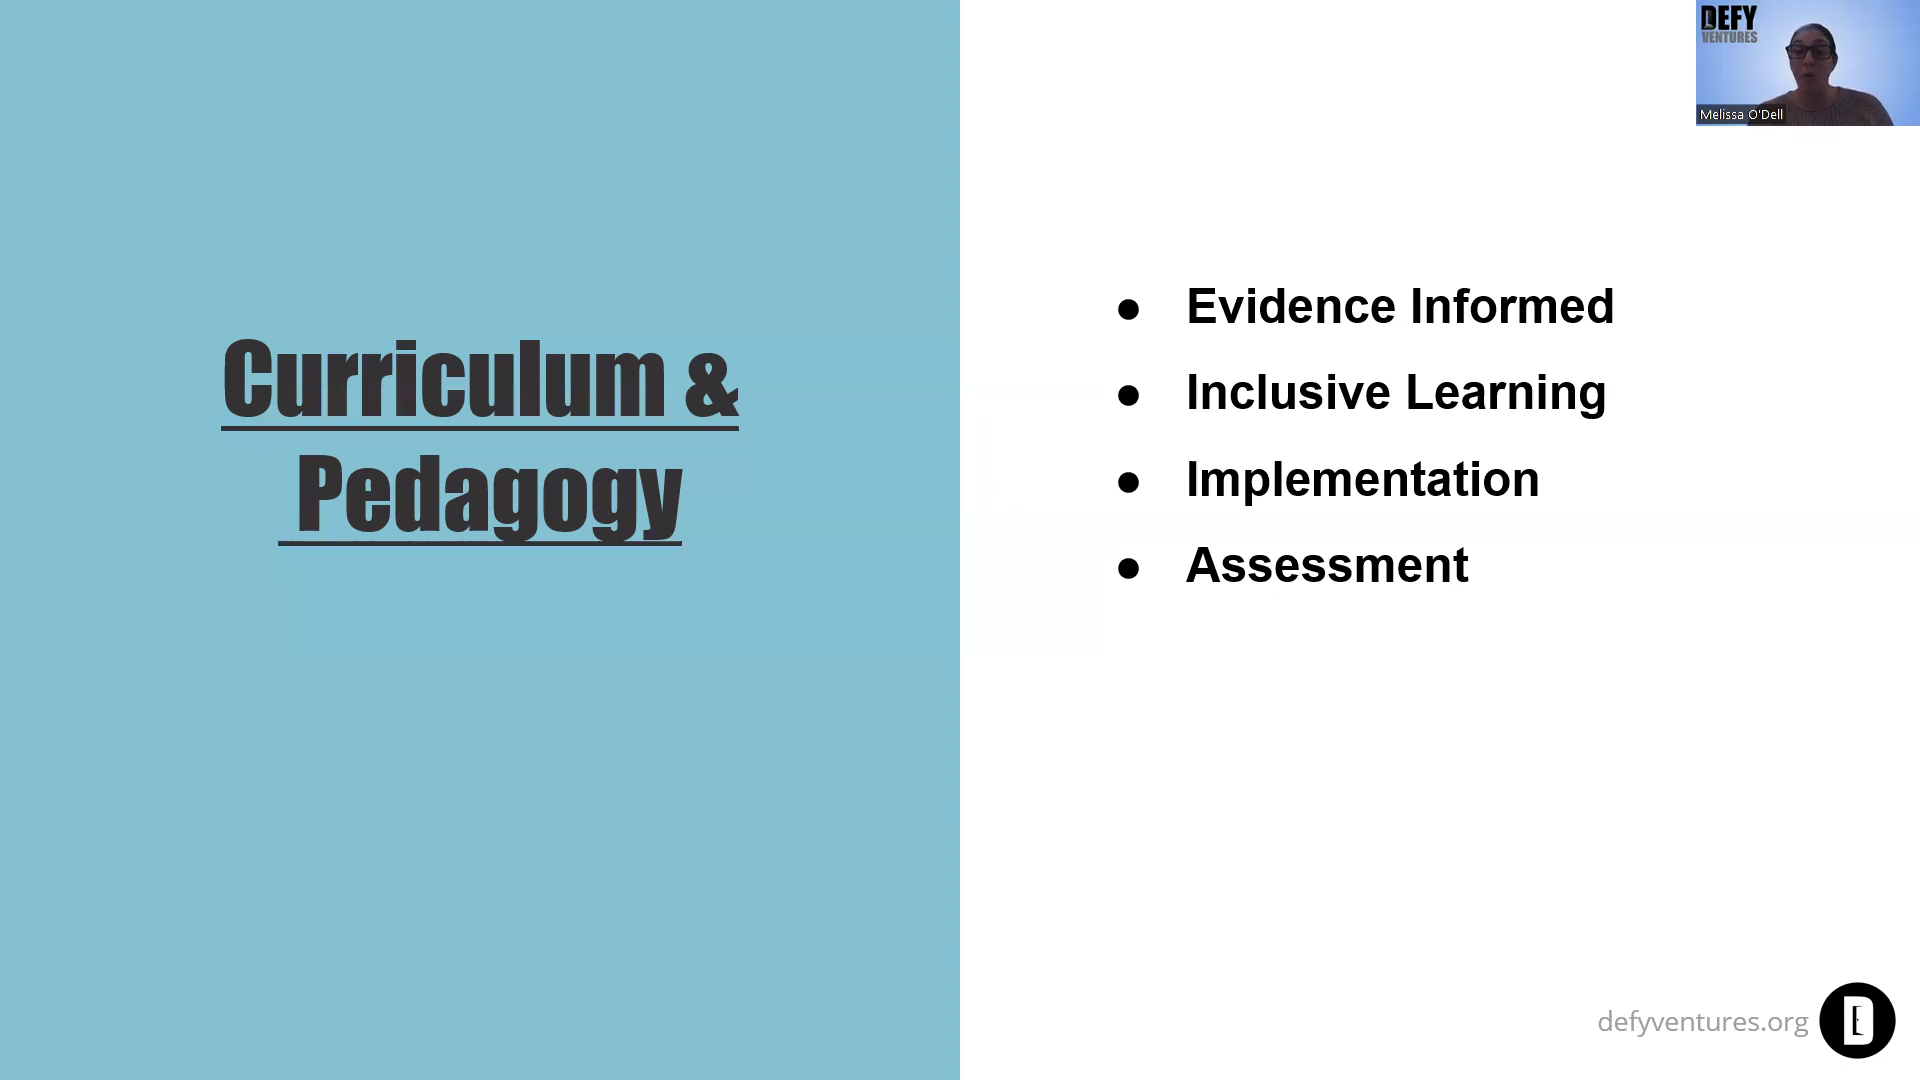 DEFY
VENTURES
Melissa O'Dell
Curriculum &
Pedagogy
● Evidence Informed
● Inclusive Learning
● Implementation
● Assessment
defyventures.org
D